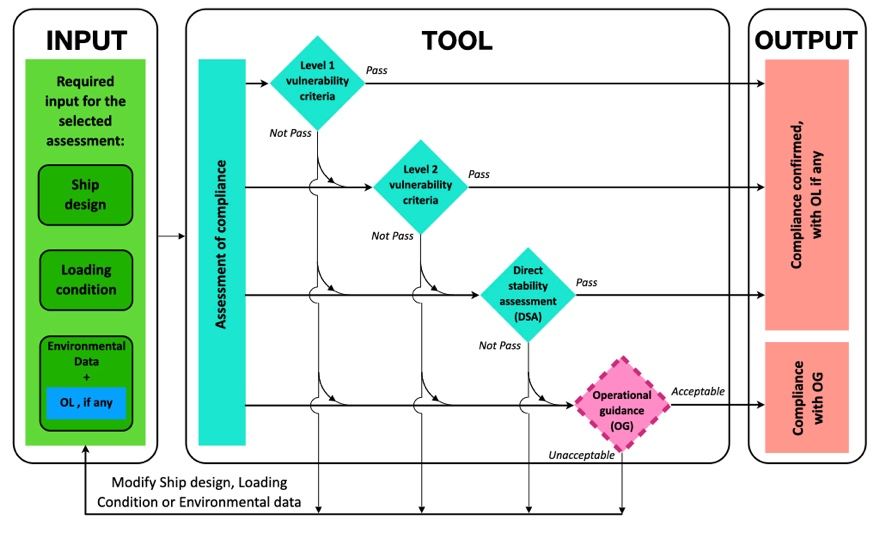 INPUT
Required
input for the
selected
assessment:
Ship
design
Loading
condition
Environmental
Data
+
OL , if any
TOOL
Assessment of compliance
Level 1
vulnerability
criteria
Pass
Not Pass
Level 2
vulnerability
criteria
Pass
Not Pass
Direct
stability
assessment
(DSA)
Pass
Not Pass
Operational
guidance
(OG)
Acceptable
Unacceptable
OUTPUT
Compliance confirmed,
with OL if any
Compliance
with OG
Modify Ship design, Loading
Condition or Environmental data